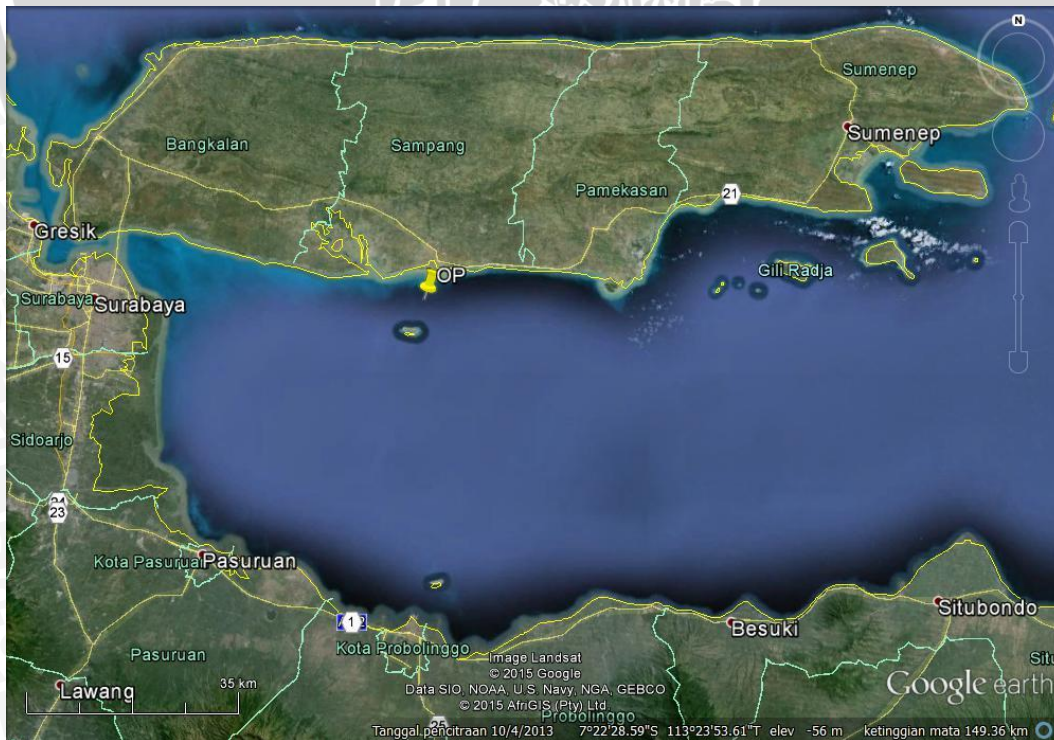 N
Sumenep
Sumenep
Bangkalan
Sampang
Pamekasan
21
Gresik
Gili Radja
OP
Surabaya
Surabaya
15
Sidoarjo
23
Kota Pasuruan
Pasuruan
1
Situbondo
Besuki
Kota Probolinggo
Pasuruan
Image Landsat
© 2015 Google
Data SIO, NOAA, U.S. Navy, NGA, GEBCO
© 2015 AfriGIS (Pty) Ltd.
Probolinggo
Lawang
35 km
Google earth
25
Tanggal pencitraan 10/4/2013 7°22'28.59"S 113°23'53.61"T elev -56 m ketinggian mata 149.36 km